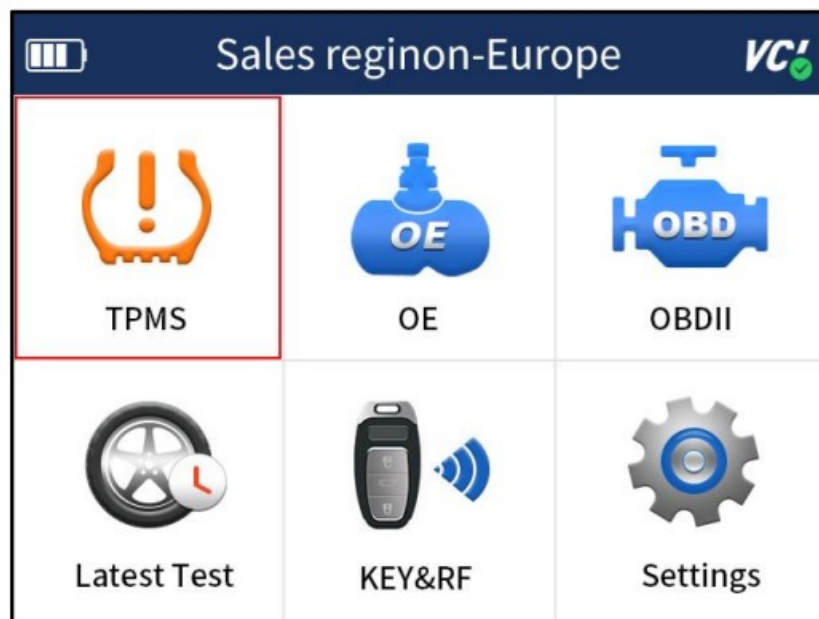 Sales reginon-Europe VCI
OE OBD
TPMS OE OBDII
Latest Test KEY&RF Settings